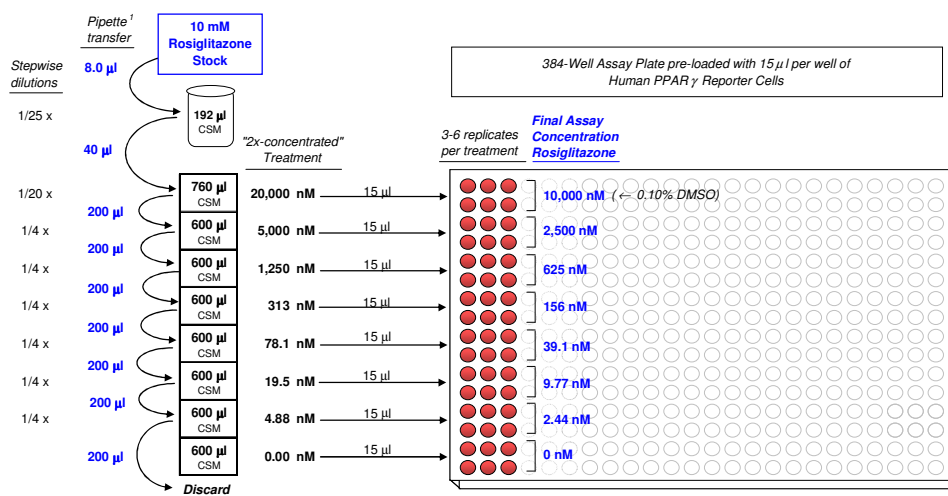 Pipette 1
transfer
10 mM
Rosiglitazone
Stock
8.0 µl
Stepwise
dilutions
384-Well Assay Plate pre-loaded with 15 µl per well of
Human PPAR γ Reporter Cells
1/25 x
192 µl
CSM
40 µl
"2x-concentrated"
Treatment
3-6 replicates
per treatment
Final Assay
Concentration
Rosiglitazone
1/20 x
760 µl
CSM
20,000 nM
15 µl
10,000 nM (← 0.10% DMSO)
200 µl
1/4 x
600 µl
CSM
5,000 nM
15 µl
2,500 nM
200 µl
1/4 x
600 µl
CSM
1,250 nM
15 µl
625 nM
200 µl
1/4 x
600 µl
CSM
313 nM
15 µl
156 nM
200 µl
1/4 x
600 µl
CSM
78.1 nM
15 µl
39.1 nM
200 µl
1/4 x
600 µl
CSM
19.5 nM
15 µl
9.77 nM
200 µl
1/4 x
600 µl
CSM
4.88 nM
15 µl
2.44 nM
200 µl
600 µl
CSM
0.00 nM
15 µl
0 nM
Discard